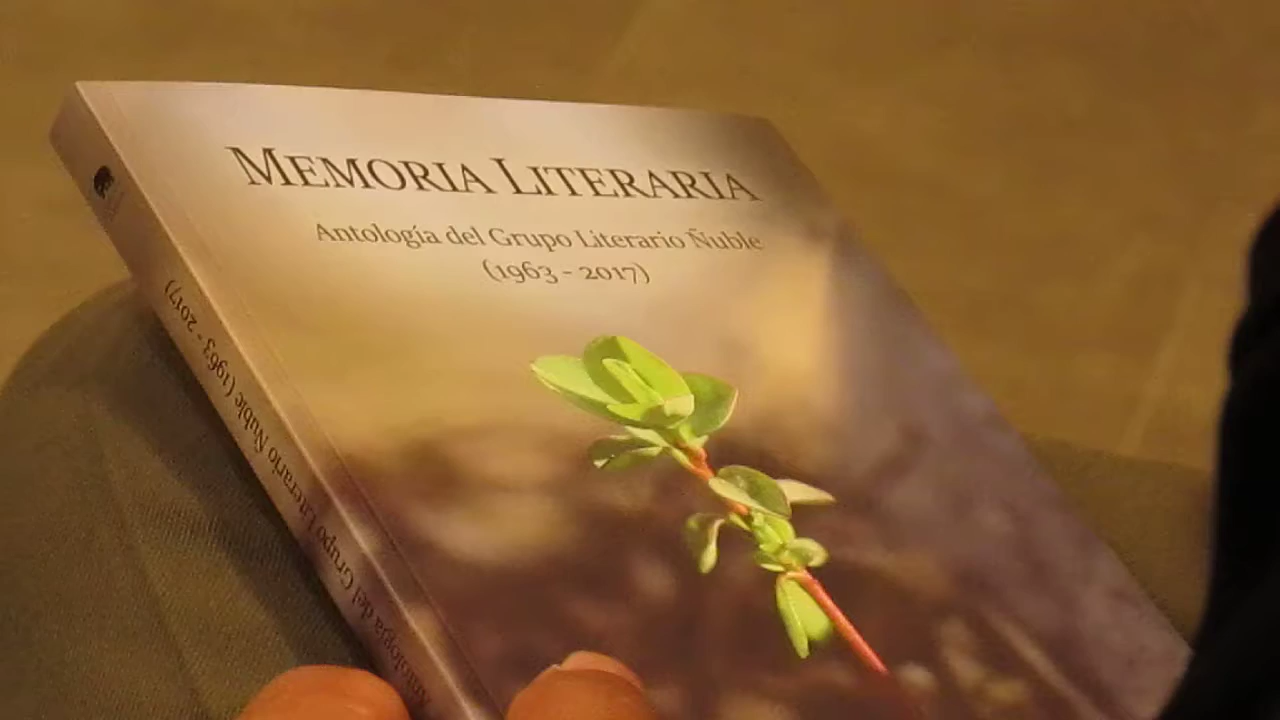 MEMORIA LITERARIA
Antología del Grupo Literario Ñuble
(1963 - 2017)
Antología del Grupo Literario Ñuble (1963 - 2017)